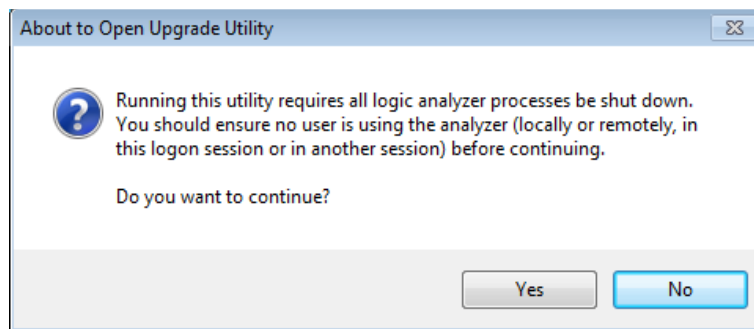 About to Open Upgrade Utility
Running this utility requires all logic analyzer processes be shut down.
You should ensure no user is using the analyzer (locally or remotely, in
this logon session or in another session) before continuing.
Do you want to continue?
Yes
No